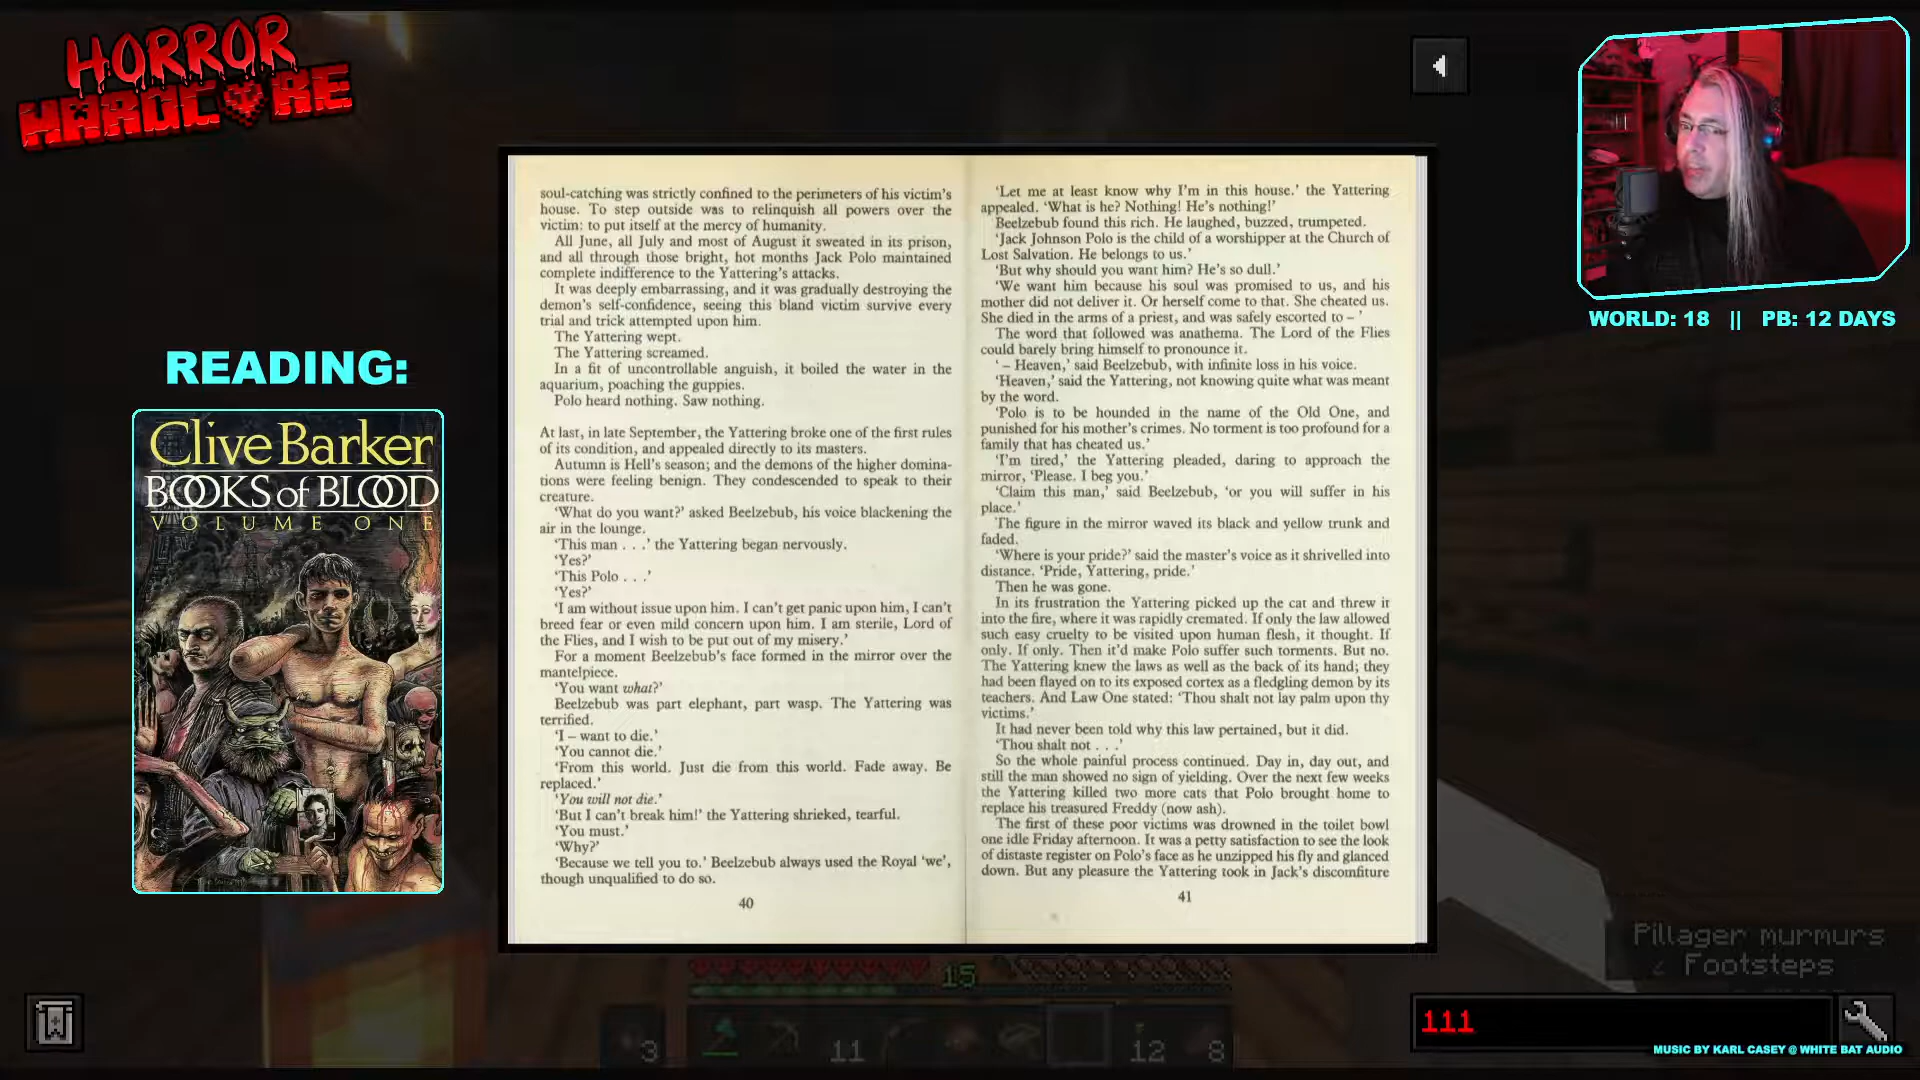 HORROR
HARDCORE
READING:
Clive Barker
BOOKS of BLOOD
VOLUME ONE
soul-catching was strictly confined to the perimeters of his victim's
house. To step outside was to relinquish all powers over the
victim: to put itself at the mercy of humanity.
All June, all July and most of August it sweated in its prison,
and all through those bright, hot months Jack Polo maintained
complete indifference to the Yattering's attacks.
It was deeply embarrassing, and it was gradually destroying the
demon's self-confidence, seeing this bland victim survive every
trial and trick attempted upon him.
The Yattering wept.
The Yattering screamed.
In a fit of uncontrollable anguish, it boiled the water in the
aquarium, poaching the guppies.
Polo heard nothing. Saw nothing.
At last, in late September, the Yattering broke one of the first rules
of its condition, and appealed directly to its masters.
Autumn is Hell's season; and the demons of the higher domina-
tions were feeling benign. They condescended to speak to their
creature.
'What do you want?' asked Beelzebub, his voice blackening the
air in the lounge.
'This man . . .' the Yattering began nervously.
'Yes?'
'This Polo . . .'
'Yes?'
'I am without issue upon him. I can't get panic upon him, I can't
breed fear or even mild concern upon him. I am sterile, Lord of
the Flies, and I wish to be put out of my misery.'
For a moment Beelzebub's face formed in the mirror over the
mantelpiece.
'You want what?'
Beelzebub was part elephant, part wasp. The Yattering was
terrified.
'I – want to die.'
'You cannot die.'
'From this world. Just die from this world. Fade away. Be
replaced.'
'You will not die.'
'But I can't break him!' the Yattering shrieked, tearful.
'You must.'
'Why?'
'Because we tell you to.' Beelzebub always used the Royal 'we',
though unqualified to do so.
40
'Let me at least know why I'm in this house.' the Yattering
appealed. 'What is he? Nothing! He's nothing!'
Beelzebub found this rich. He laughed, buzzed, trumpeted.
'Jack Johnson Polo is the child of a worshipper at the Church of
Lost Salvation. He belongs to us.'
'But why should you want him? He's so dull.'
'We want him because his soul was promised to us, and his
mother did not deliver it. Or herself come to that. She cheated us.
She died in the arms of a priest, and was safely escorted to – '
The word that followed was anathema. The Lord of the Flies
could barely bring himself to pronounce it.
' – Heaven,' said Beelzebub, with infinite loss in his voice.
'Heaven,' said the Yattering, not knowing quite what was meant
by the word.
'Polo is to be hounded in the name of the Old One, and
punished for his mother's crimes. No torment is too profound for a
family that has cheated us.'
'I'm tired,' the Yattering pleaded, daring to approach the
mirror, 'Please. I beg you.'
'Claim this man,' said Beelzebub, 'or you will suffer in his
place.'
The figure in the mirror waved its black and yellow trunk and
faded.
'Where is your pride?' said the master's voice as it shrivelled into
distance. 'Pride, Yattering, pride.'
Then he was gone.
In its frustration the Yattering picked up the cat and threw it
into the fire, where it was rapidly cremated. If only the law allowed
such easy cruelty to be visited upon human flesh, it thought. If
only. If only. Then it'd make Polo suffer such torments. But no.
The Yattering knew the laws as well as the back of its hand; they
had been flayed on to its exposed cortex as a fledgling demon by its
teachers. And Law One stated: 'Thou shalt not lay palm upon thy
victims.'
It had never been told why this law pertained, but it did.
'Thou shalt not . . .'
So the whole painful process continued. Day in, day out, and
still the man showed no sign of yielding. Over the next few weeks
the Yattering killed two more cats that Polo brought home to
replace his treasured Freddy (now ash).
The first of these poor victims was drowned in the toilet bowl
one idle Friday afternoon. It was a petty satisfaction to see the look
of distaste register on Polo's face as he unzipped his fly and glanced
down. But any pleasure the Yattering took in Jack's discomfiture
41
WORLD: 18 || PB: 12 DAYS
Pillager murmurs
Footsteps
15
3
11
12
8
111
MUSIC BY KARL CASEY @ WHITE BAT AUDIO